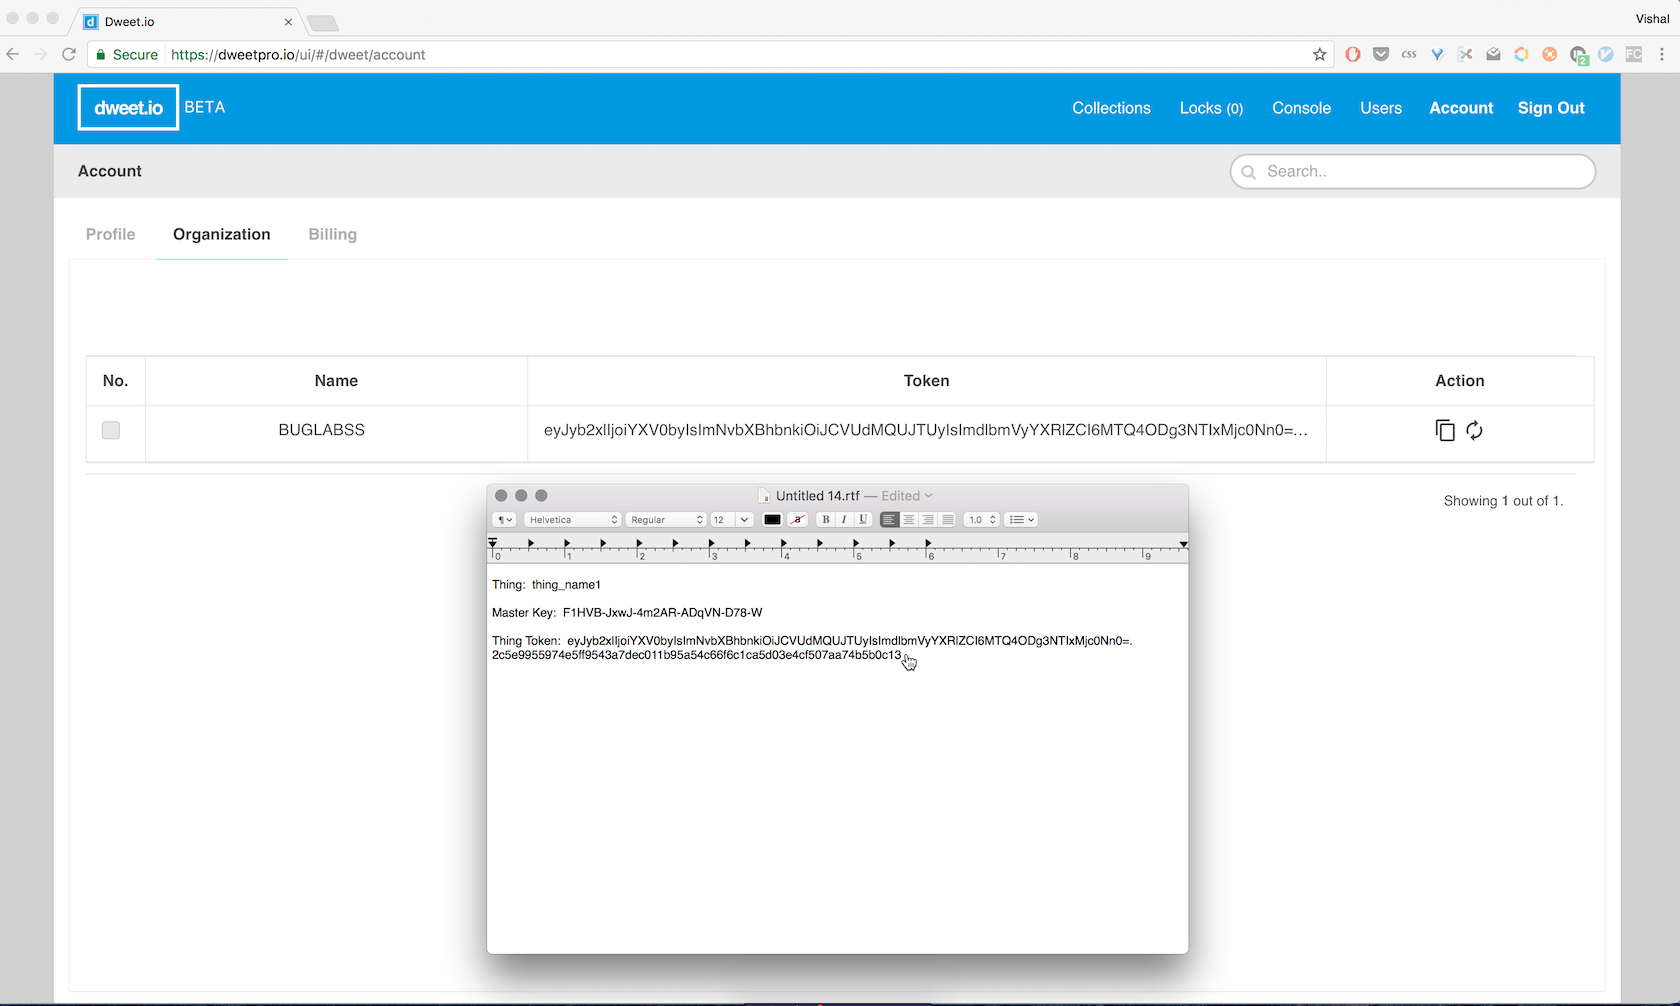 Dweet.io
Vishal
Secure
https://dweetpro.io/ui/#/dweet/account
css
2
FC
dweet.io BETA
Collections Locks (0) Console Users Account Sign Out
Account
Search..
Profile Organization Billing
No. Name Token Action
BUGLABSS eyJyb2xlIjoiYXV0byIsImNvbXBhbnkiOiJCVUdMQUJTUyIsImdlbmVyYXRlZCI6MTQ4ODg3NTIxMjc0Nn0=...
Showing 1 out of 1.
Untitled 14.rtf — Edited
¶ Helvetica Regular 12 a B I U 1.0
0 1 2 3 4 5 6 7 8 9
Thing: thing_name1
Master Key: F1HVB-JxwJ-4m2AR-ADqVN-D78-W
Thing Token: eyJyb2xlIjoiYXV0byIsImNvbXBhbnkiOiJCVUdMQUJTUyIsImdlbmVyYXRlZCI6MTQ4ODg3NTIxMjc0Nn0=.
2c5e9955974e5ff9543a7dec011b95a54c66f6c1ca5d03e4cf507aa74b5b0c13